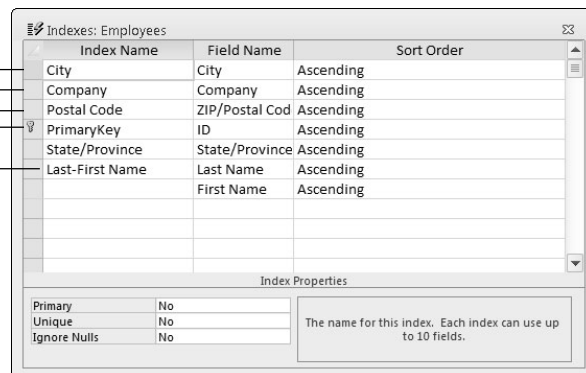 Indexes: Employees
Index Name Field Name Sort Order
City City Ascending
Company Company Ascending
Postal Code ZIP/Postal Cod Ascending
PrimaryKey ID Ascending
State/Province State/Province Ascending
Last-First Name Last Name Ascending
First Name Ascending
Index Properties
Primary No
Unique No
Ignore Nulls No
The name for this index. Each index can use up
to 10 fields.